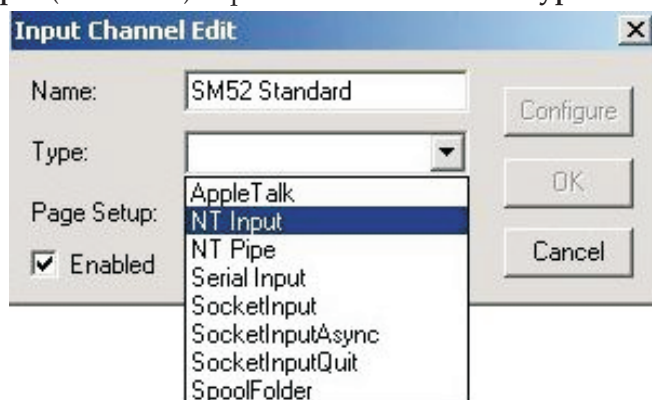 Input Channel Edit
Name: SM52 Standard
Configure
Type:
OK
Page Setup:
Enabled
Cancel
AppleTalk
NT Input
NT Pipe
Serial Input
SocketInput
SocketInputAsync
SocketInputQuit
SpoolFolder